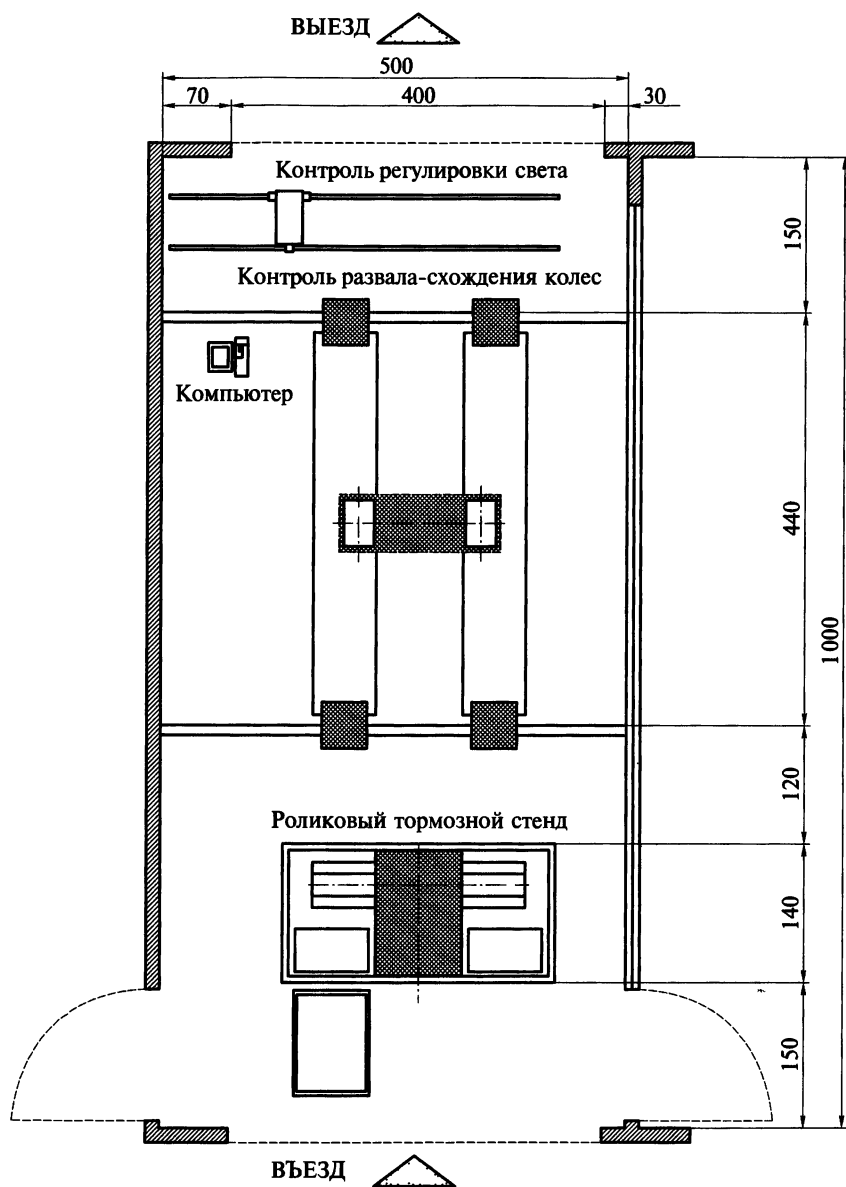 ВЫЕЗД
500
70 400 30
Контроль регулировки света
150
Контроль развала-схождения колес
Компьютер
440
1000
120
Роликовый тормозной стенд
140
150
ВЪЕЗД